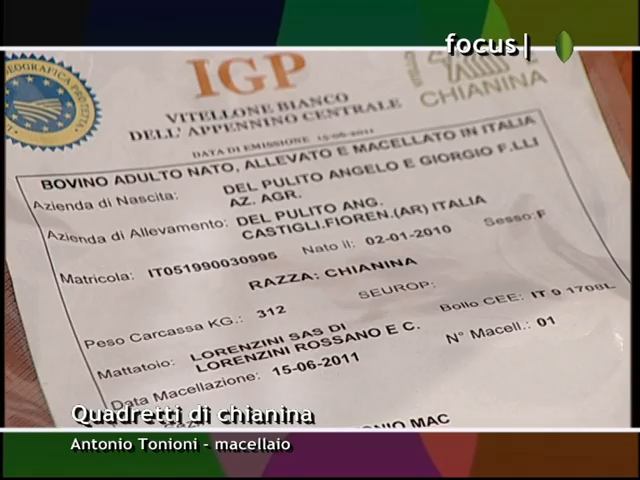 focus|
GEOGRAFICA PROTETTA
IGP
CHIANINA
VITELLONE BIANCO
DELL'APPENNINO CENTRALE
DATA DI EMISSIONE 15-06-2011
BOVINO ADULTO NATO, ALLEVATO E MACELLATO IN ITALIA
Azienda di Nascita: DEL PULITO ANGELO E GIORGIO F.LLI
AZ. AGR.
Azienda di Allevamento: DEL PULITO ANG.
CASTIGLI.FIOREN.(AR) ITALIA
Matricola: IT051990030995 Nato il: 02-01-2010 Sesso: F
RAZZA: CHIANINA
Peso Carcassa KG.: 312 SEUROP:
Mattatoio: LORENZINI SAS DI Bollo CEE: IT 9 1708L
LORENZINI ROSSANO E C.
Data Macellazione: 15-06-2011 N° Macell.: 01
MAC
Quadretti di chianina
Antonio Tonioni - macellaio